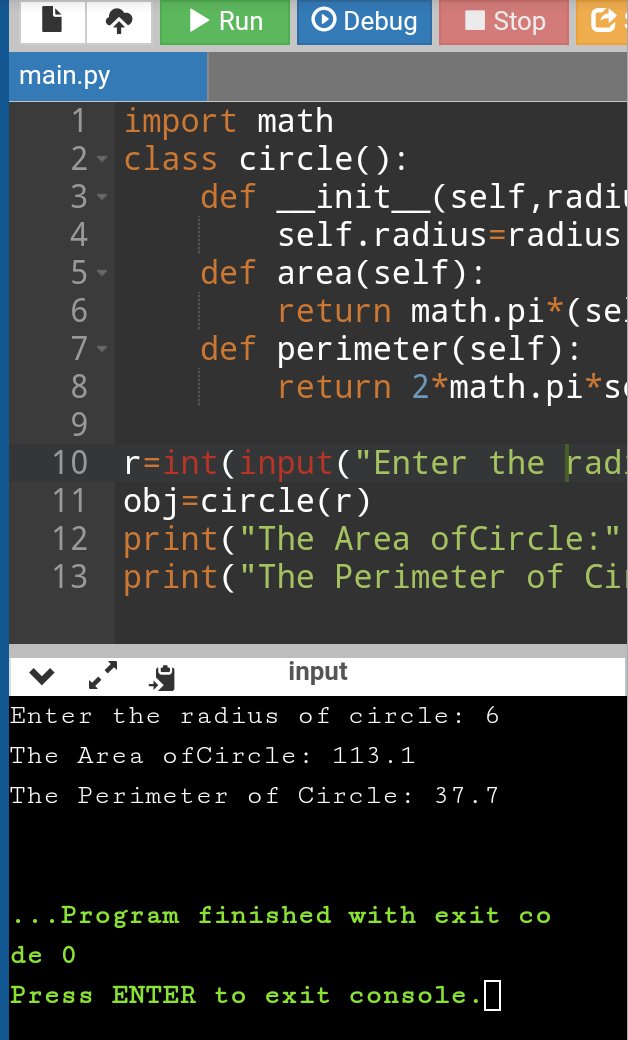 Run Debug Stop
main.py
1 import math
2 class circle():
3 def __init__(self,radiu
4 self.radius=radius
5 def area(self):
6 return math.pi*(sel
7 def perimeter(self):
8 return 2*math.pi*se
9
10 r=int(input("Enter the radi
11 obj=circle(r)
12 print("The Area ofCircle:"
13 print("The Perimeter of Cir
input
Enter the radius of circle: 6
The Area ofCircle: 113.1
The Perimeter of Circle: 37.7
...Program finished with exit co
de 0
Press ENTER to exit console.